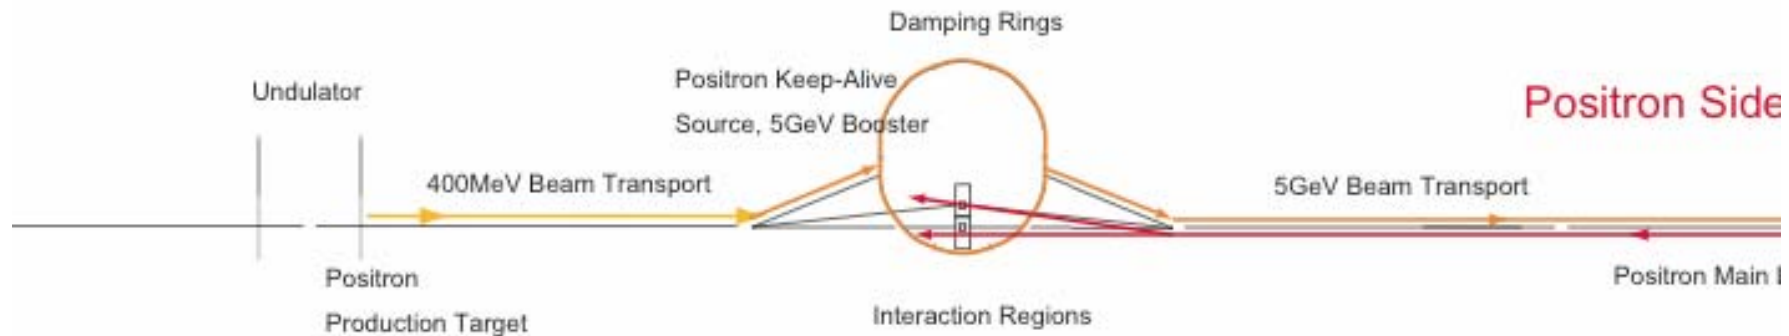 Damping Rings
Positron Keep-Alive
Source, 5GeV Booster
Undulator
Positron Side
400MeV Beam Transport
5GeV Beam Transport
Positron
Production Target
Positron Main
Interaction Regions